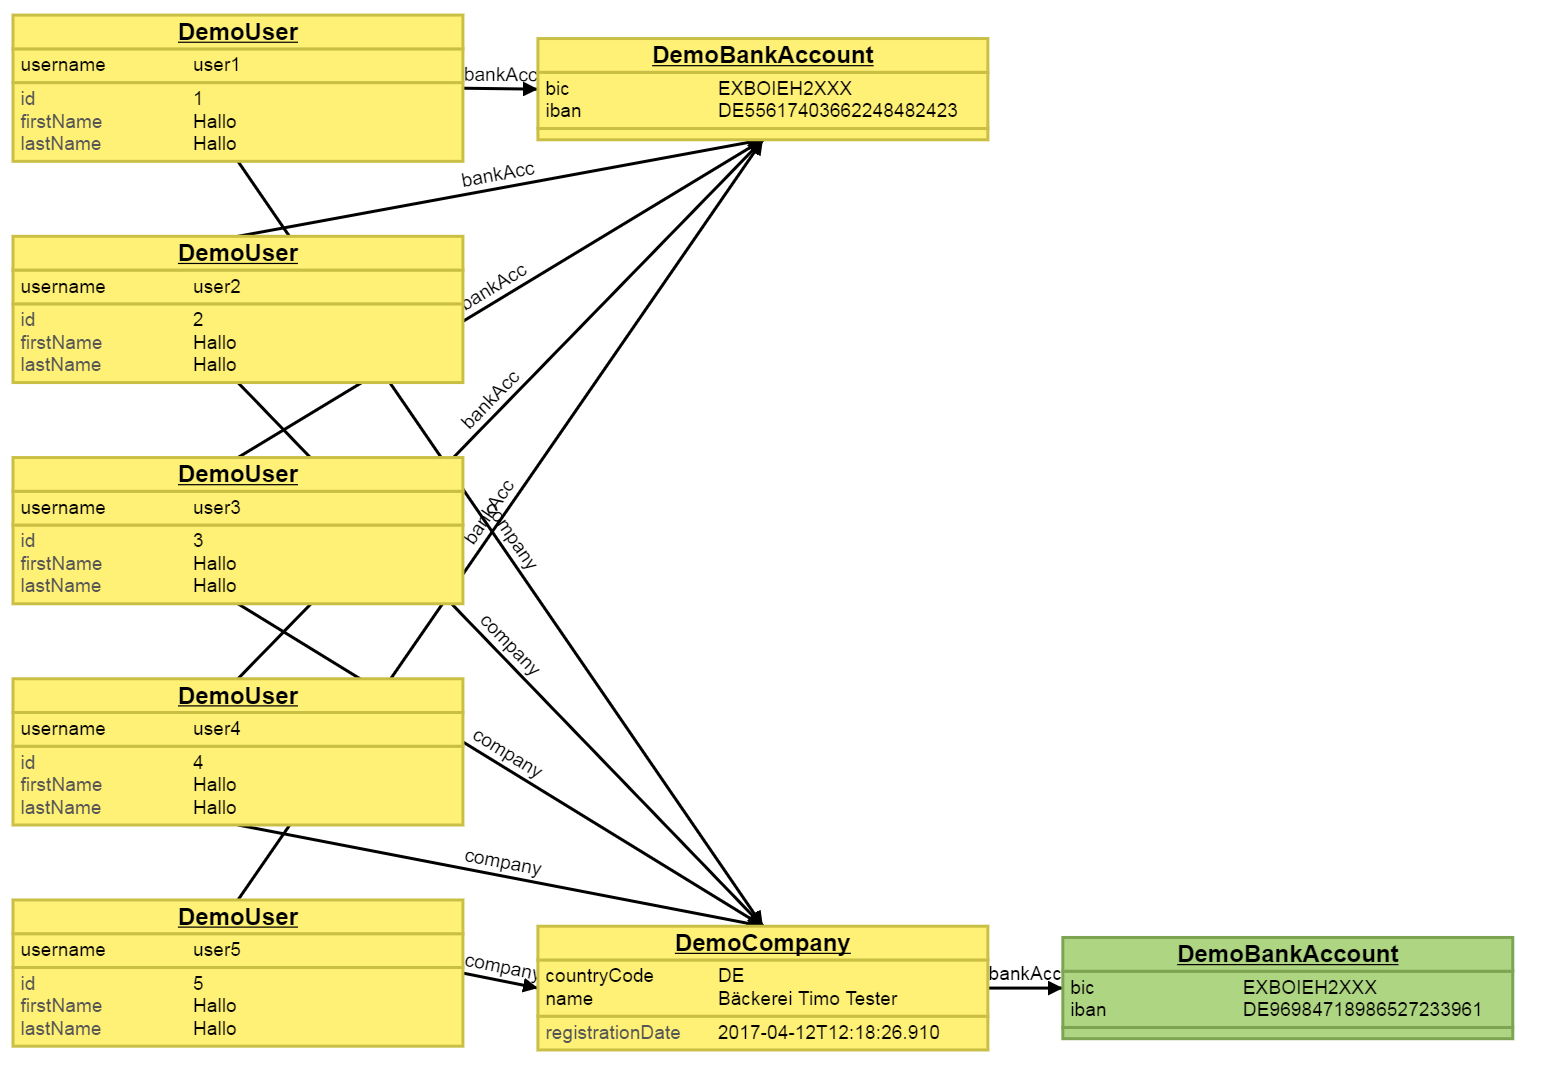 DemoUser
username user1
id 1
firstName Hallo
lastName Hallo
bankAcc
DemoBankAccount
bic EXBOIEH2XXX
iban DE55617403662248482423
bankAcc
DemoUser
username user2
id 2
firstName Hallo
lastName Hallo
bankAcc
bankAcc
DemoUser
username user3
id 3
firstName Hallo
lastName Hallo
bankAcc
company
company
DemoUser
username user4
id 4
firstName Hallo
lastName Hallo
company
company
DemoUser
username user5
id 5
firstName Hallo
lastName Hallo
company
DemoCompany
countryCode DE
name Bäckerei Timo Tester
registrationDate 2017-04-12T12:18:26.910
bankAcc
DemoBankAccount
bic EXBOIEH2XXX
iban DE96984718986527233961